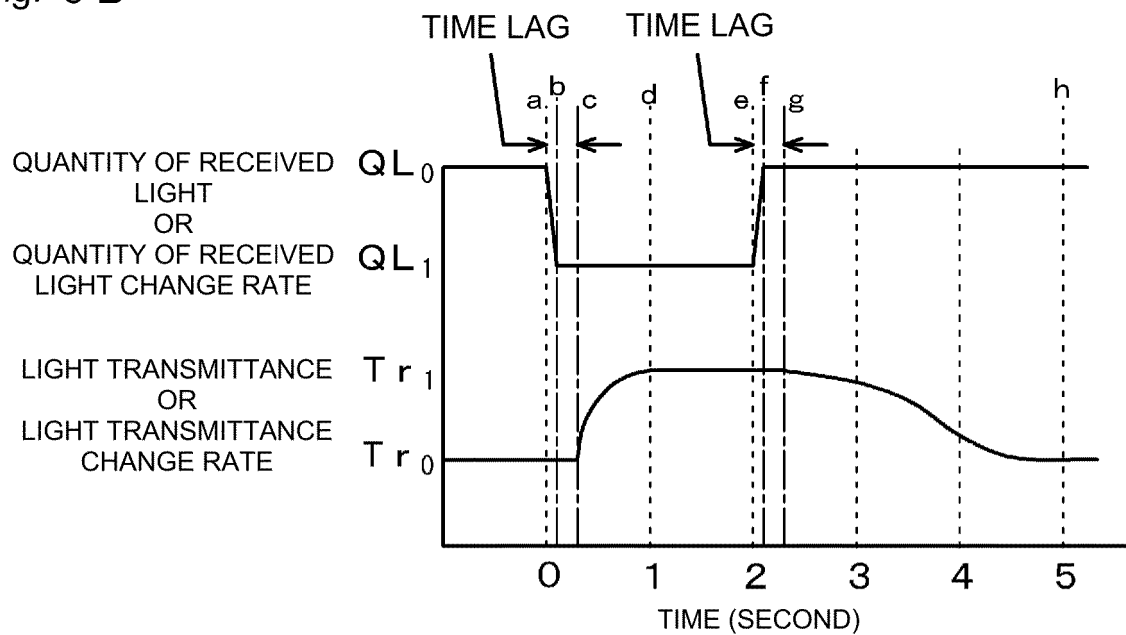 TIME LAG TIME LAG
a. b c d e. f g h
QUANTITY OF RECEIVED
LIGHT
OR
QUANTITY OF RECEIVED
LIGHT CHANGE RATE
QL0
QL1
LIGHT TRANSMITTANCE
OR
LIGHT TRANSMITTANCE
CHANGE RATE
Tr1
Tr0
0 1 2 3 4 5
TIME (SECOND)